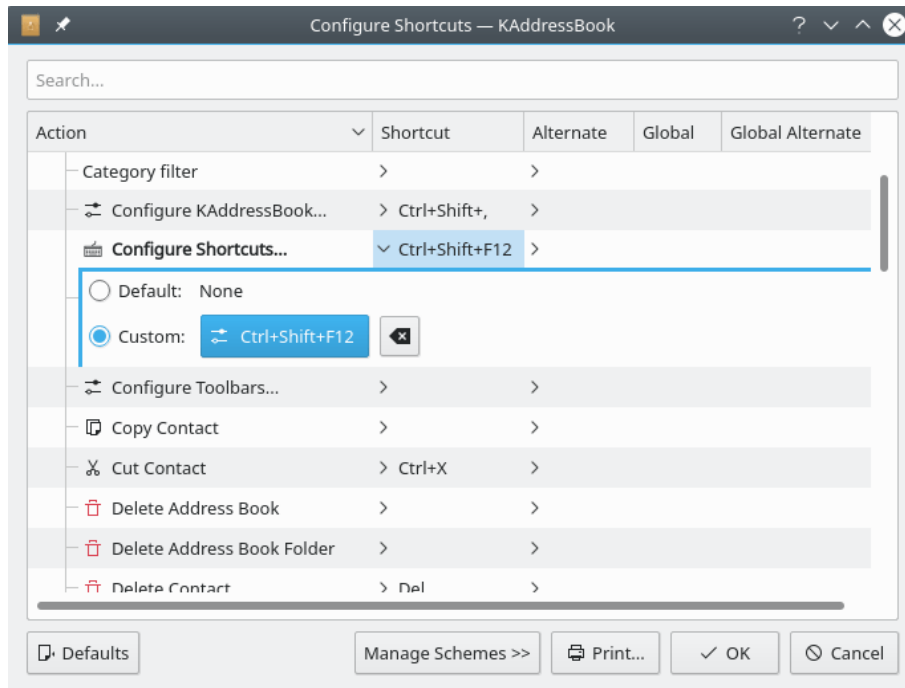 Configure Shortcuts — KAddressBook
Search...
Action Shortcut Alternate Global Global Alternate
Category filter
Configure KAddressBook... Ctrl+Shift+,
Configure Shortcuts... Ctrl+Shift+F12
Default: None
Custom: Ctrl+Shift+F12
Configure Toolbars...
Copy Contact
Cut Contact Ctrl+X
Delete Address Book
Delete Address Book Folder
Delete Contact Del
Defaults Manage Schemes >> Print... OK Cancel